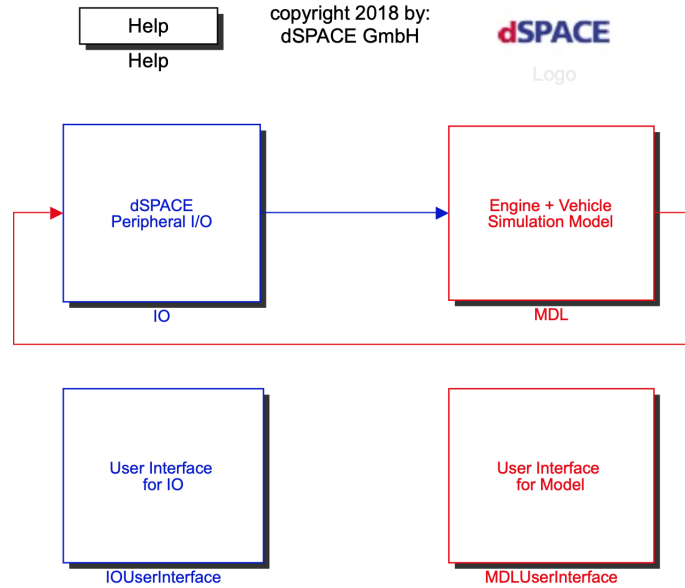 Help
Help
copyright 2018 by:
dSPACE GmbH
dSPACE
Logo
dSPACE
Peripheral I/O
IO
Engine + Vehicle
Simulation Model
MDL
User Interface
for IO
IOUserInterface
User Interface
for Model
MDLUserInterface